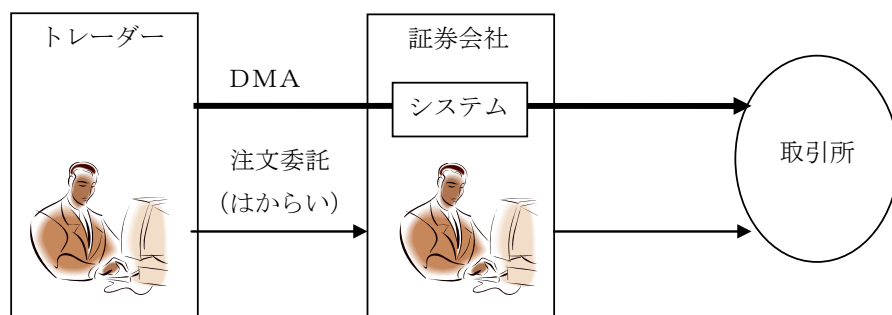 トレーダー
証券会社
DMA
システム
注文委託
(はからい)
取引所